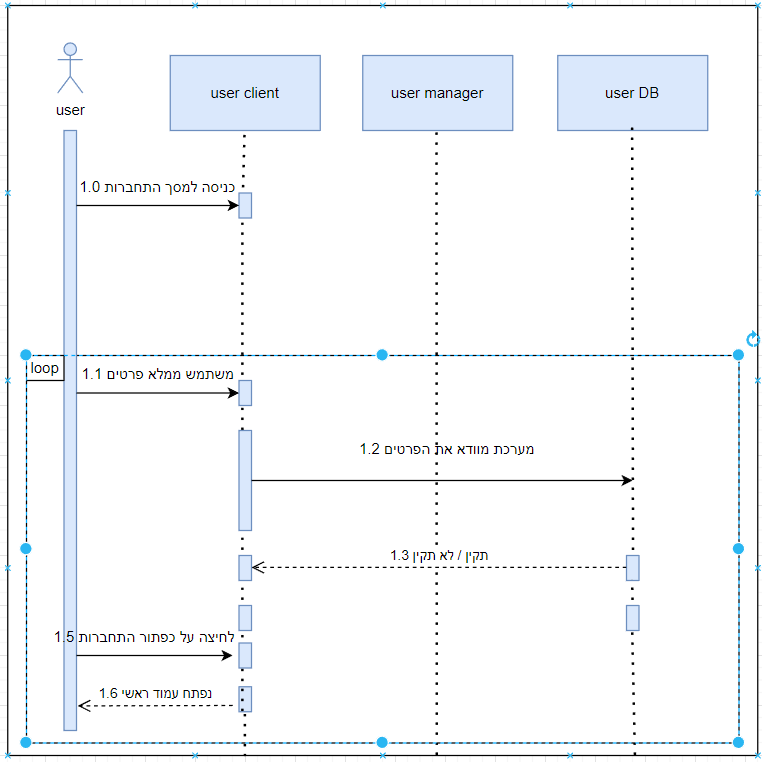 user
user client
user manager
user DB
1.0 כניסה למסך התחברות
loop
1.1 משתמש ממלא פרטים
1.2 מערכת מוודא את הפרטים
1.3 תקין / לא תקין
1.5 לחיצה על כפתור התחברות
1.6 נפתח עמוד ראשי